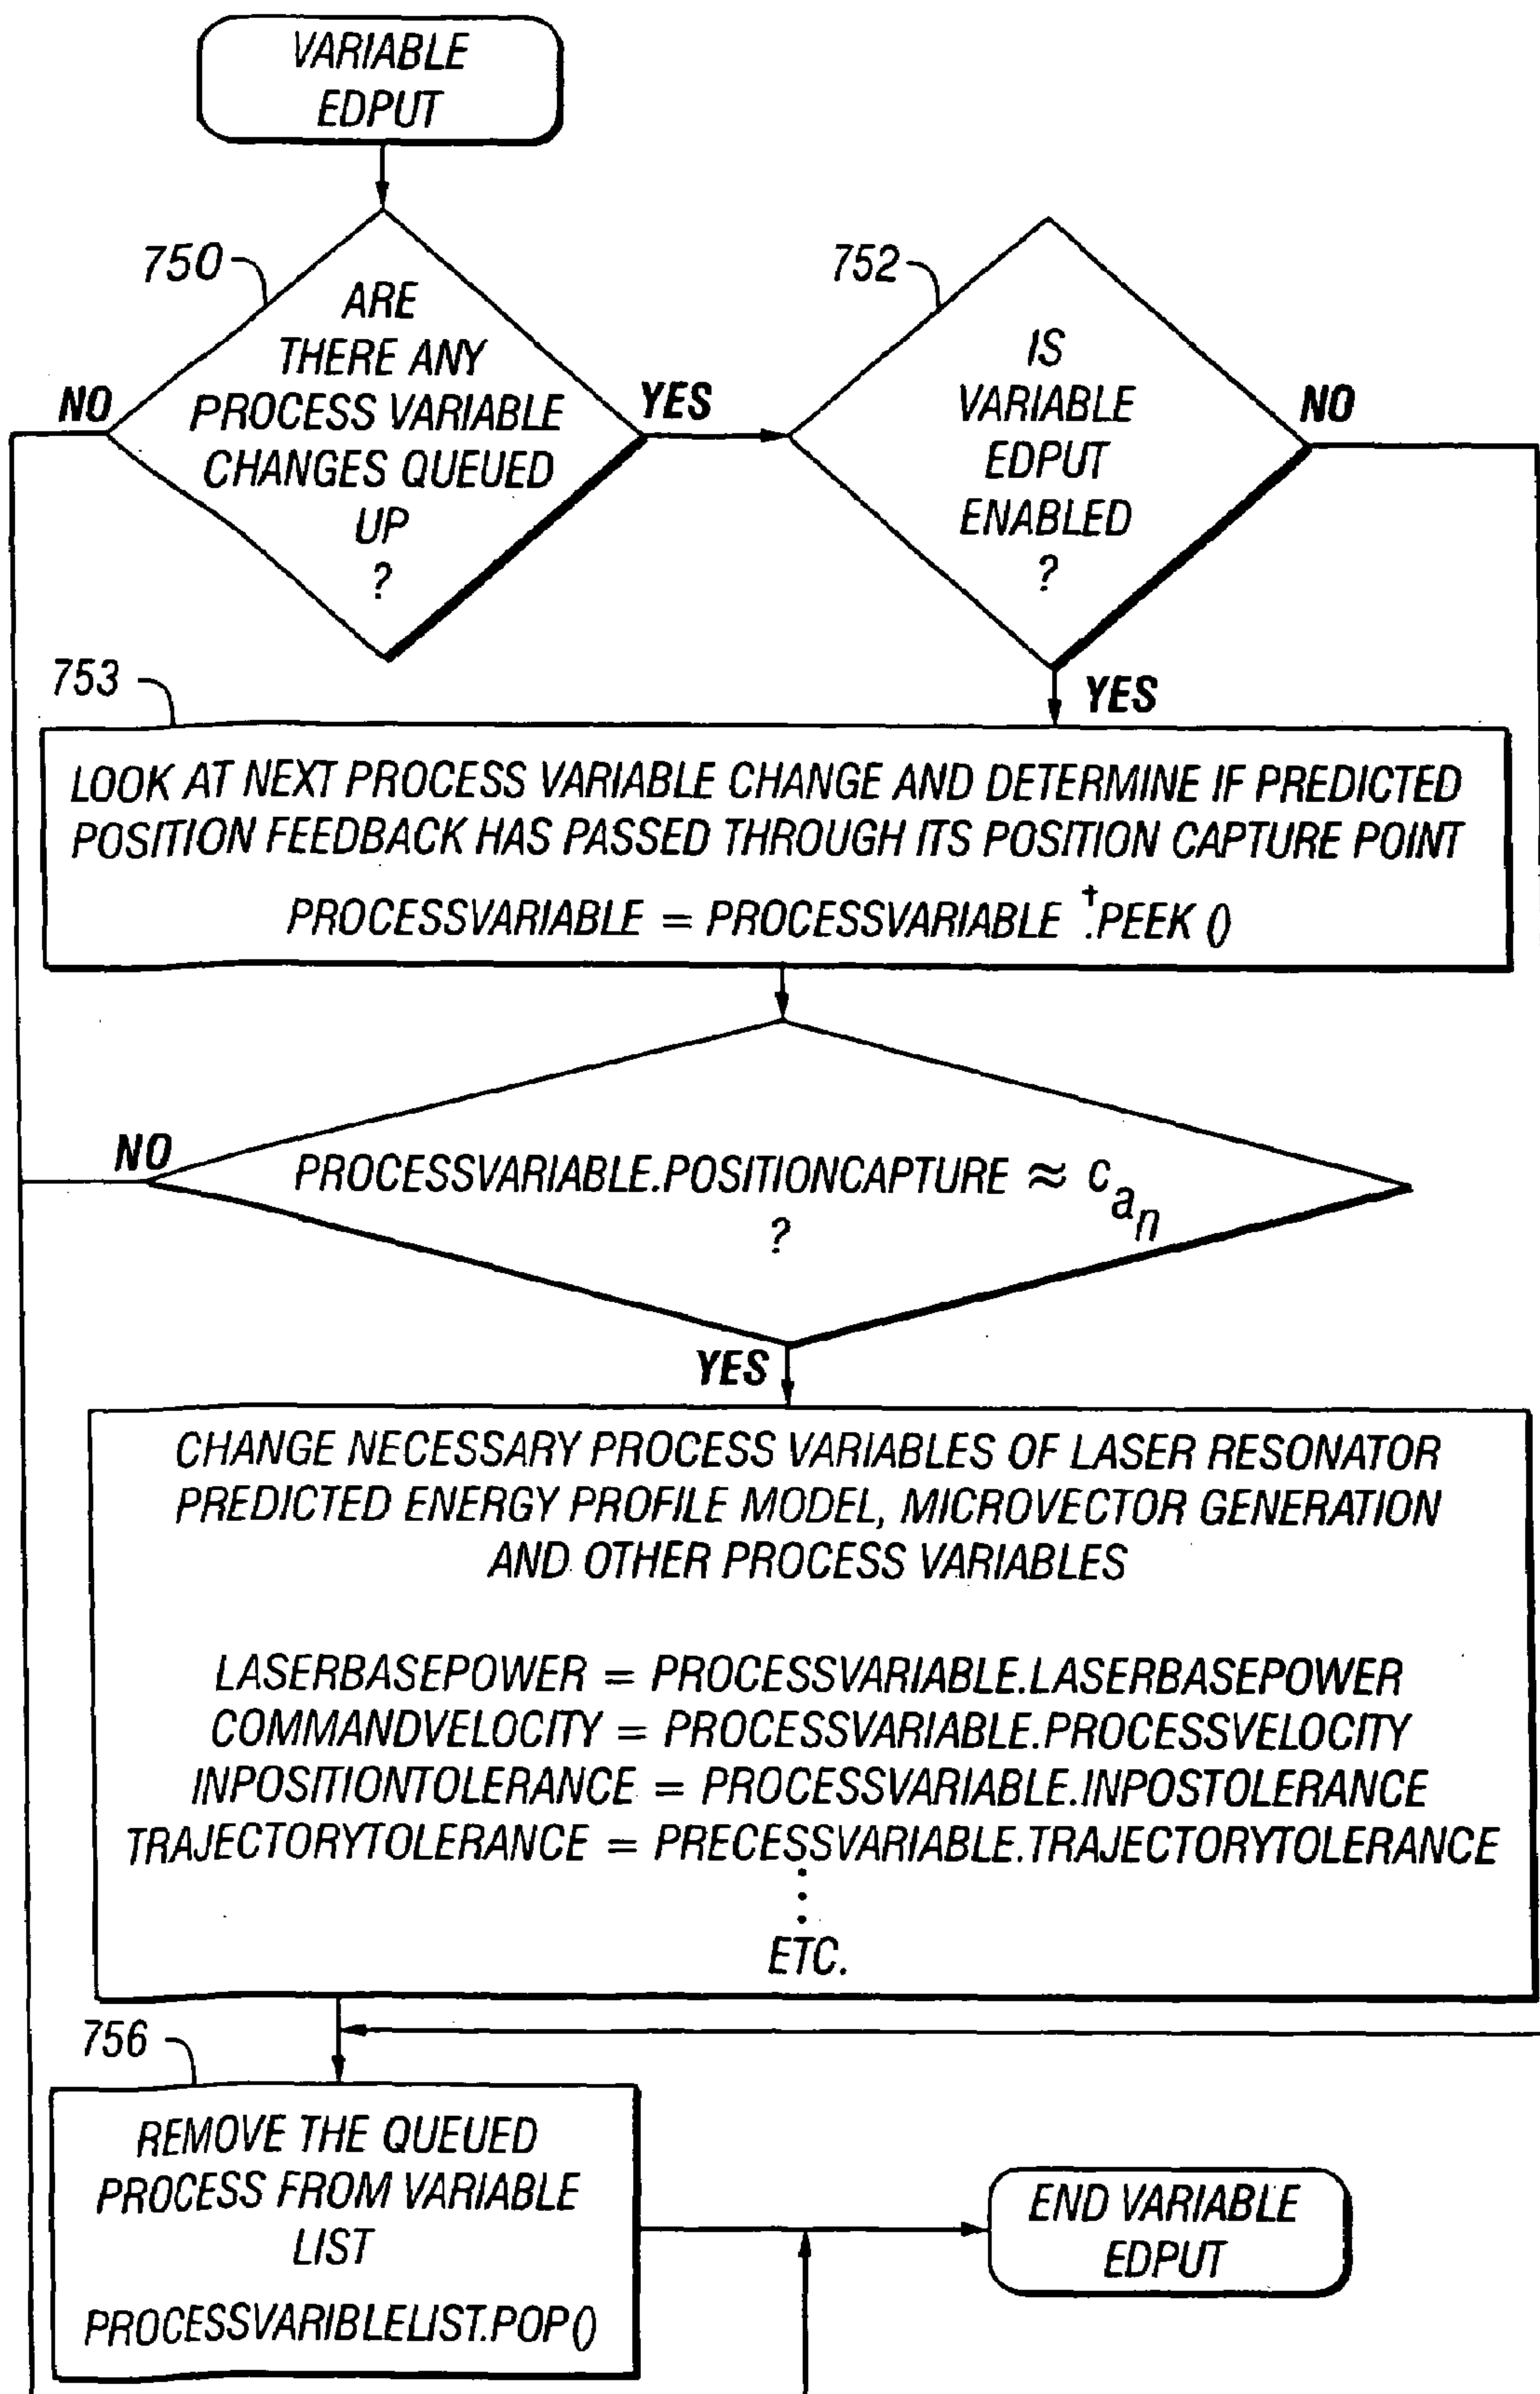 VARIABLE
EDPUT
750
ARE
THERE ANY
PROCESS VARIABLE
CHANGES QUEUED
UP
?
NO
YES
752
IS
VARIABLE
EDPUT
ENABLED
?
NO
YES
753
LOOK AT NEXT PROCESS VARIABLE CHANGE AND DETERMINE IF PREDICTED
POSITION FEEDBACK HAS PASSED THROUGH ITS POSITION CAPTURE POINT
PROCESSVARIABLE = PROCESSVARIABLE †.PEEK ()
NO
PROCESSVARIABLE.POSITIONCAPTURE ≈ c_a_n
?
YES
CHANGE NECESSARY PROCESS VARIABLES OF LASER RESONATOR
PREDICTED ENERGY PROFILE MODEL, MICROVECTOR GENERATION
AND OTHER PROCESS VARIABLES
LASERBASEPOWER = PROCESSVARIABLE.LASERBASEPOWER
COMMANDVELOCITY = PROCESSVARIABLE.PROCESSVELOCITY
INPOSITIONTOLERANCE = PROCESSVARIABLE.INPOSTOLERANCE
TRAJECTORYTOLERANCE = PRECESSVARIABLE.TRAJECTORYTOLERANCE
⋮
ETC.
756
REMOVE THE QUEUED
PROCESS FROM VARIABLE
LIST
PROCESSVARIBLELIST.POP()
END VARIABLE
EDPUT